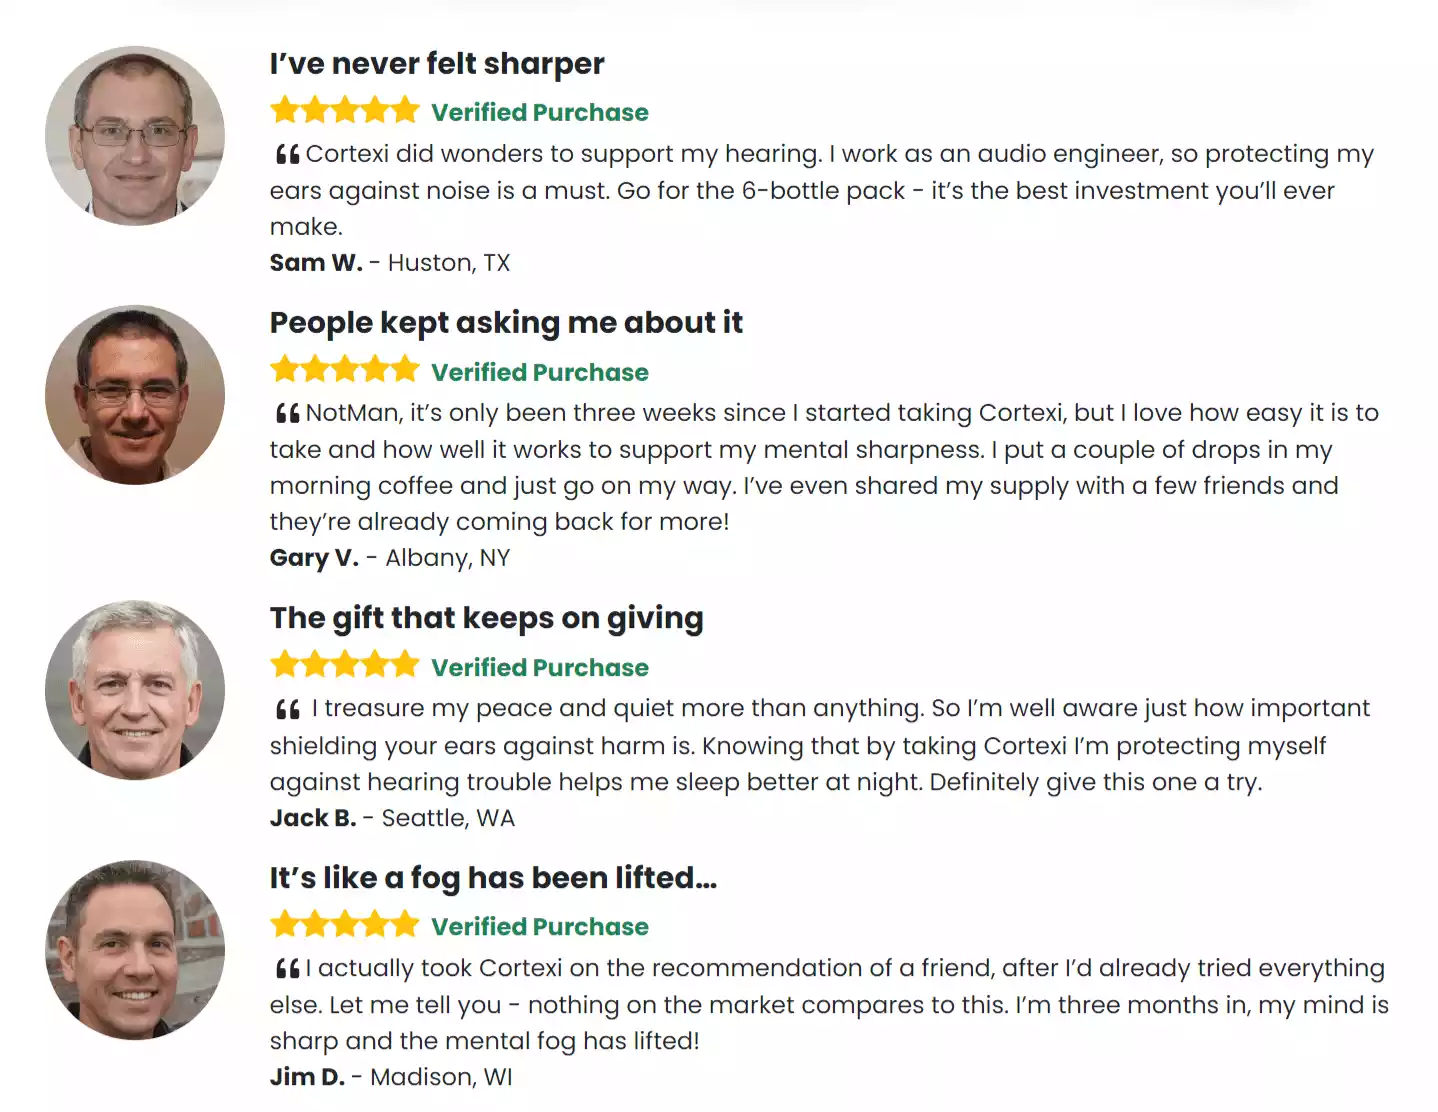 I’ve never felt sharper
Verified Purchase
“Cortexi did wonders to support my hearing. I work as an audio engineer, so protecting my
ears against noise is a must. Go for the 6-bottle pack - it’s the best investment you’ll ever
make.
Sam W. - Huston, TX
People kept asking me about it
Verified Purchase
“NotMan, it’s only been three weeks since I started taking Cortexi, but I love how easy it is to
take and how well it works to support my mental sharpness. I put a couple of drops in my
morning coffee and just go on my way. I’ve even shared my supply with a few friends and
they’re already coming back for more!
Gary V. - Albany, NY
The gift that keeps on giving
Verified Purchase
“ I treasure my peace and quiet more than anything. So I’m well aware just how important
shielding your ears against harm is. Knowing that by taking Cortexi I’m protecting myself
against hearing trouble helps me sleep better at night. Definitely give this one a try.
Jack B. - Seattle, WA
It’s like a fog has been lifted...
Verified Purchase
“I actually took Cortexi on the recommendation of a friend, after I’d already tried everything
else. Let me tell you - nothing on the market compares to this. I’m three months in, my mind is
sharp and the mental fog has lifted!
Jim D. - Madison, WI